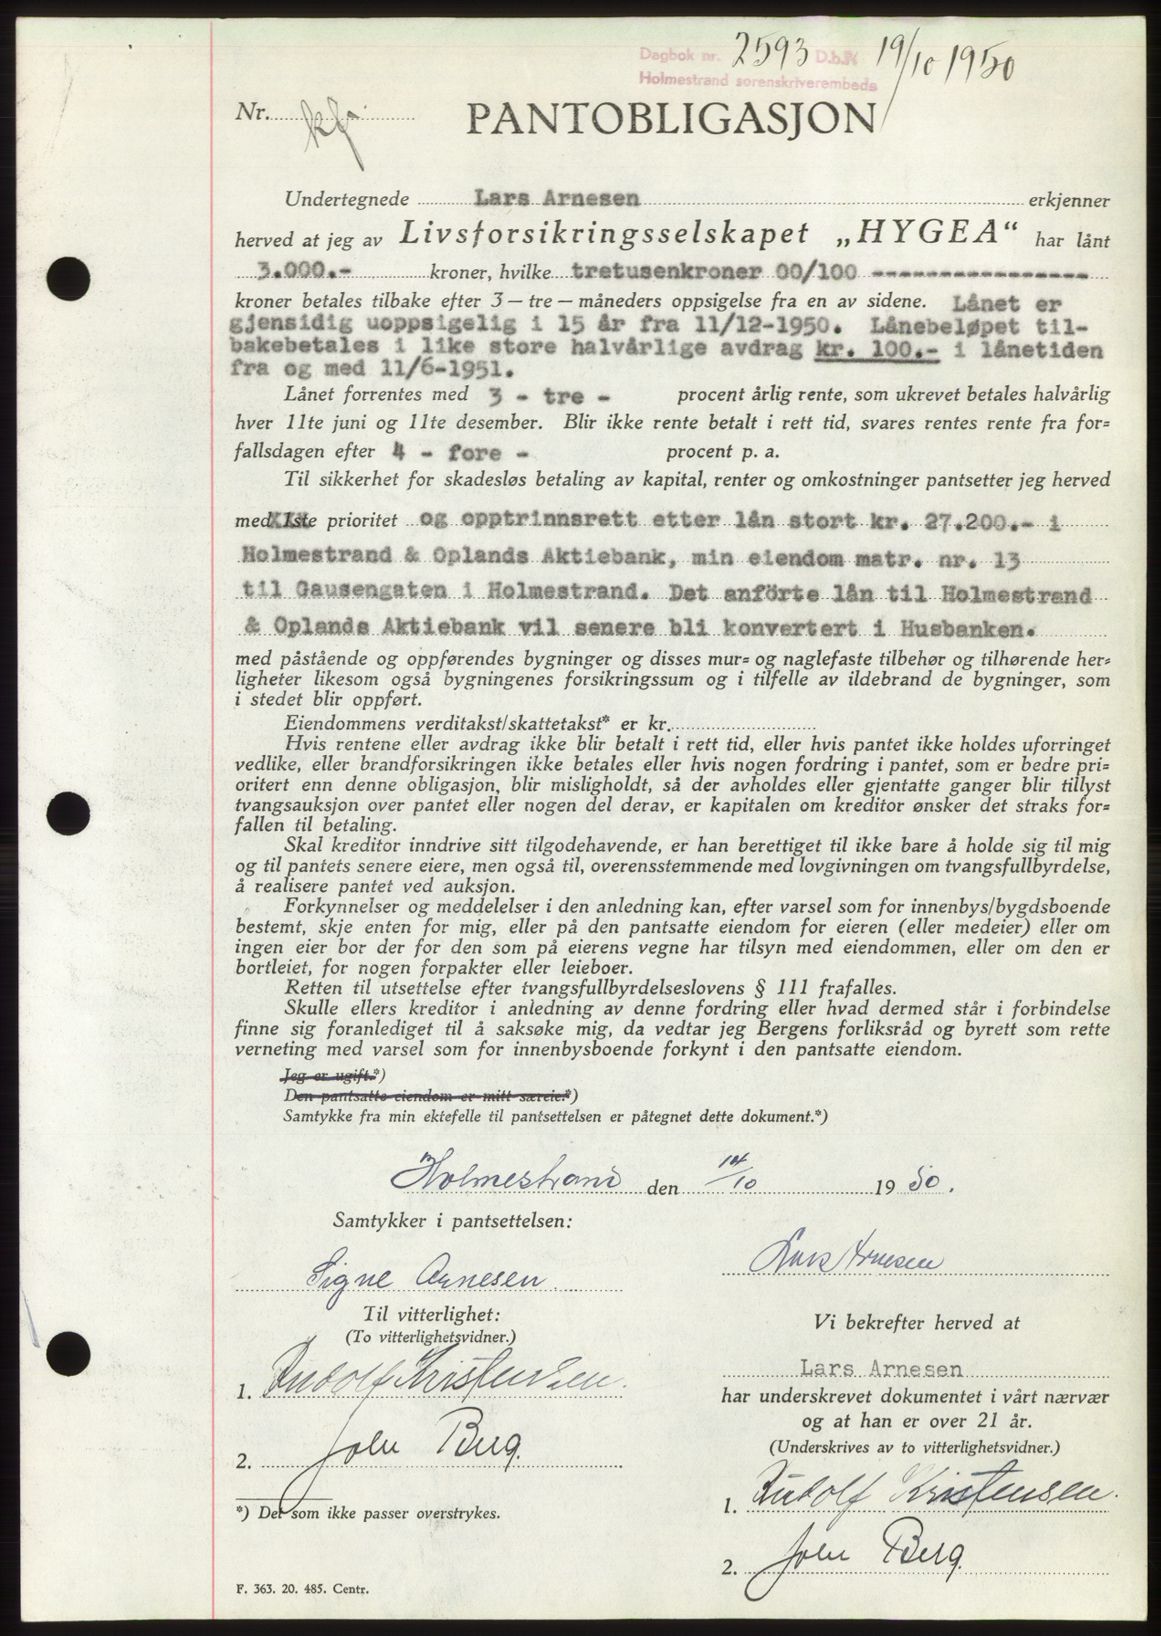 Dagbok nr. 2593 D.b.A 19/10 1950
Holmestrand sorenskriverembede
Nr.
PANTOBLIGASJON
Undertegnede Lars Arnesen erkjenner
herved at jeg av Livsforsikringsselskapet „HYGEA“ har lånt
3.000.- kroner, hvilke tretusenkroner 00/100 -----------------
kroner betales tilbake efter 3 — tre — måneders oppsigelse fra en av sidene. Lånet er
gjensidig uoppsigelig i 15 år fra 11/12-1950. Lånebeløpet til-
bakebetales i like store halvårlige avdrag kr. 100.- i lånetiden
fra og med 11/6-1951.
Lånet forrentes med 3 - tre - procent årlig rente, som ukrevet betales halvårlig
hver 11te juni og 11te desember. Blir ikke rente betalt i rett tid, svares rentes rente fra for=
fallsdagen efter 4 - fore - procent p. a.
Til sikkerhet for skadesløs betaling av kapital, renter og omkostninger pantsetter jeg herved
med 1ste prioritet og opptrinnsrett etter lån stort kr. 27.200.- i
Holmestrand & Oplands Aktiebank, min eiendom matr. nr. 13
til Gausengaten i Holmestrand. Det anförte lån til Holmestrand
& Oplands Aktiebank vil senere bli konvertert i Husbanken.
med påstående og oppførendes bygninger og disses mur= og naglefaste tilbehør og tilhørende her=
ligheter likesom også bygningenes forsikringssum og i tilfelle av ildebrand de bygninger, som
i stedet blir oppført.
Eiendommens verditakst/skattetakst* er kr.
Hvis rentene eller avdrag ikke blir betalt i rett tid, eller hvis pantet ikke holdes uforringet
vedlike, eller brandforsikringen ikke betales eller hvis nogen fordring i pantet, som er bedre pri=
oritert enn denne obligasjon, blir misligholdt, så der avholdes eller gjentatte ganger blir tillyst
tvangsauksjon over pantet eller nogen del derav, er kapitalen om kreditor ønsker det straks for=
fallen til betaling.
Skal kreditor inndrive sitt tilgodehavende, er han berettiget til ikke bare å holde sig til mig
og til pantets senere eiere, men også til, overensstemmende med lovgivningen om tvangsfullbyrdelse,
å realisere pantet ved auksjon.
Forkynnelser og meddelelser i den anledning kan, efter varsel som for innenbys/bygdsboende
bestemt, skje enten for mig, eller på den pantsatte eiendom for eieren (eller medeier) eller om
ingen eier bor der for den som på eierens vegne har tilsyn med eiendommen, eller om den er
bortleiet, for nogen forpakter eller leieboer.
Retten til utsettelse efter tvangsfullbyrdelseslovens § 111 frafalles.
Skulle ellers kreditor i anledning av denne fordring eller hvad dermed står i forbindelse
finne sig foranlediget til å saksøke mig, da vedtar jeg Bergens forliksråd og byrett som rette
verneting med varsel som for innenbysboende forkynt i den pantsatte eiendom.
Jeg er ugift.*)
Den pantsatte eiendom er mitt særeie.*)
Samtykke fra min ektefelle til pantsettelsen er påtegnet dette dokument.*)
Holmestrand den 14/10 1950.
Samtykker i pantsettelsen:
Signe Arnesen
Lars Arnesen
Til vitterlighet:
(To vitterlighetsvidner.)
1. Rudolf Kristensen.
2. John Berg.
*) Det som ikke passer overstrykes.
Vi bekrefter herved at
Lars Arnesen
har underskrevet dokumentet i vårt nærvær
og at han er over 21 år.
(Underskrives av to vitterlighetsvidner.)
1. Rudolf Kristensen.
2. John Berg.
F. 363. 20. 485. Centr.